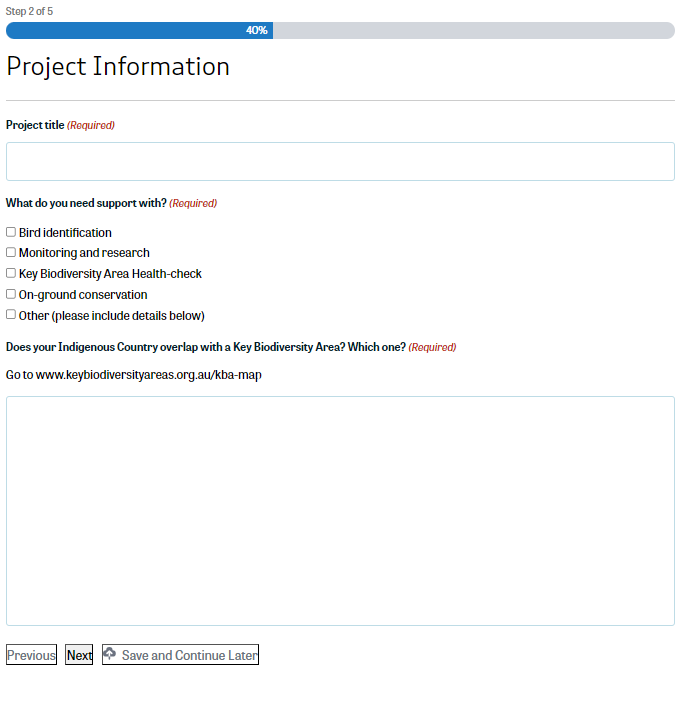 Step 2 of 5
40%
Project Information
Project title (Required)
What do you need support with? (Required)
Bird identification
Monitoring and research
Key Biodiversity Area Health-check
On-ground conservation
Other (please include details below)
Does your Indigenous Country overlap with a Key Biodiversity Area? Which one? (Required)
Go to www.keybiodiversityareas.org.au/kba-map
Previous Next Save and Continue Later